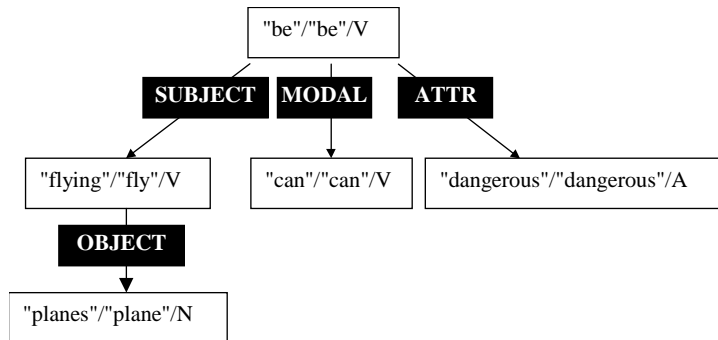 "be"/"be"/V
SUBJECT MODAL ATTR
"flying"/"fly"/V "can"/"can"/V "dangerous"/"dangerous"/A
OBJECT
"planes"/"plane"/N